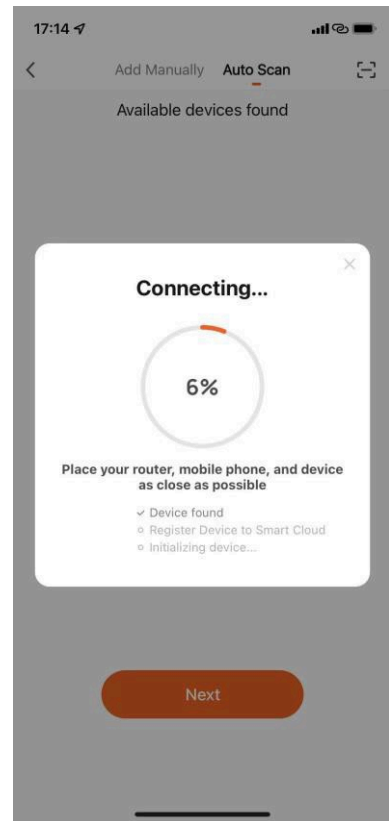 17:14
Add Manually Auto Scan
Available devices found
Connecting...
6%
Place your router, mobile phone, and device
as close as possible
Device found
Register Device to Smart Cloud
Initializing device...
Next